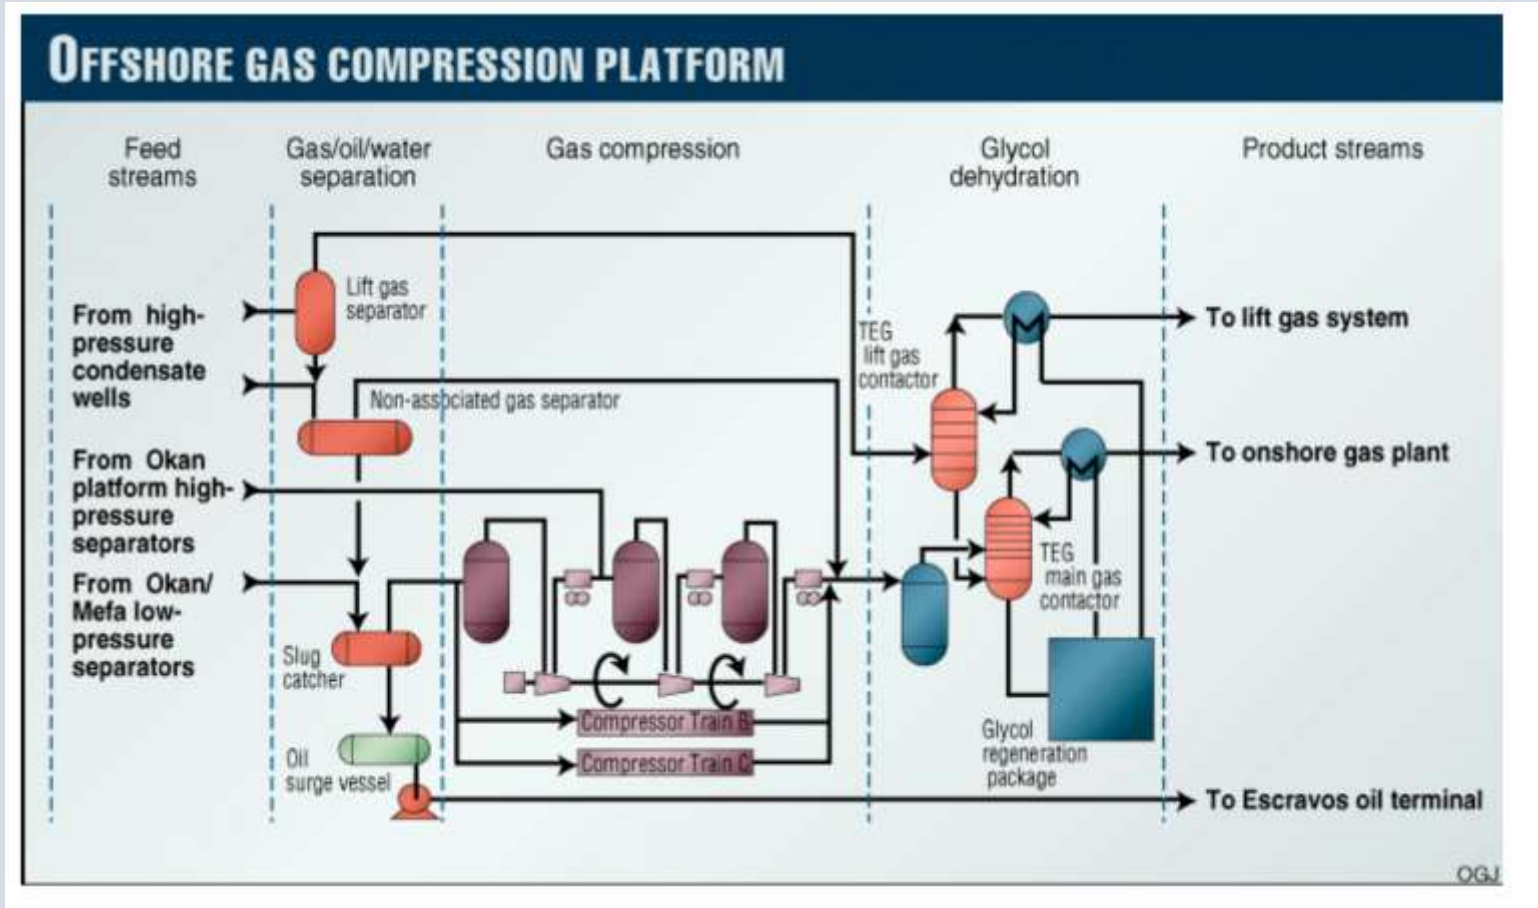 OFFSHORE GAS COMPRESSION PLATFORM
Feed
streams
Gas/oil/water
separation
Gas compression
Glycol
dehydration
Product streams
Lift gas
separator
From high-
pressure
condensate
wells
Non-associated gas separator
From Okan
platform high-
pressure
separators
From Okan/
Mefa low-
pressure
separators
Slug
catcher
Oil
surge vessel
Compressor Train B
Compressor Train C
TEG
lift gas
contactor
TEG
main gas
contactor
Glycol
regeneration
package
To lift gas system
To onshore gas plant
To Escravos oil terminal
OGJ